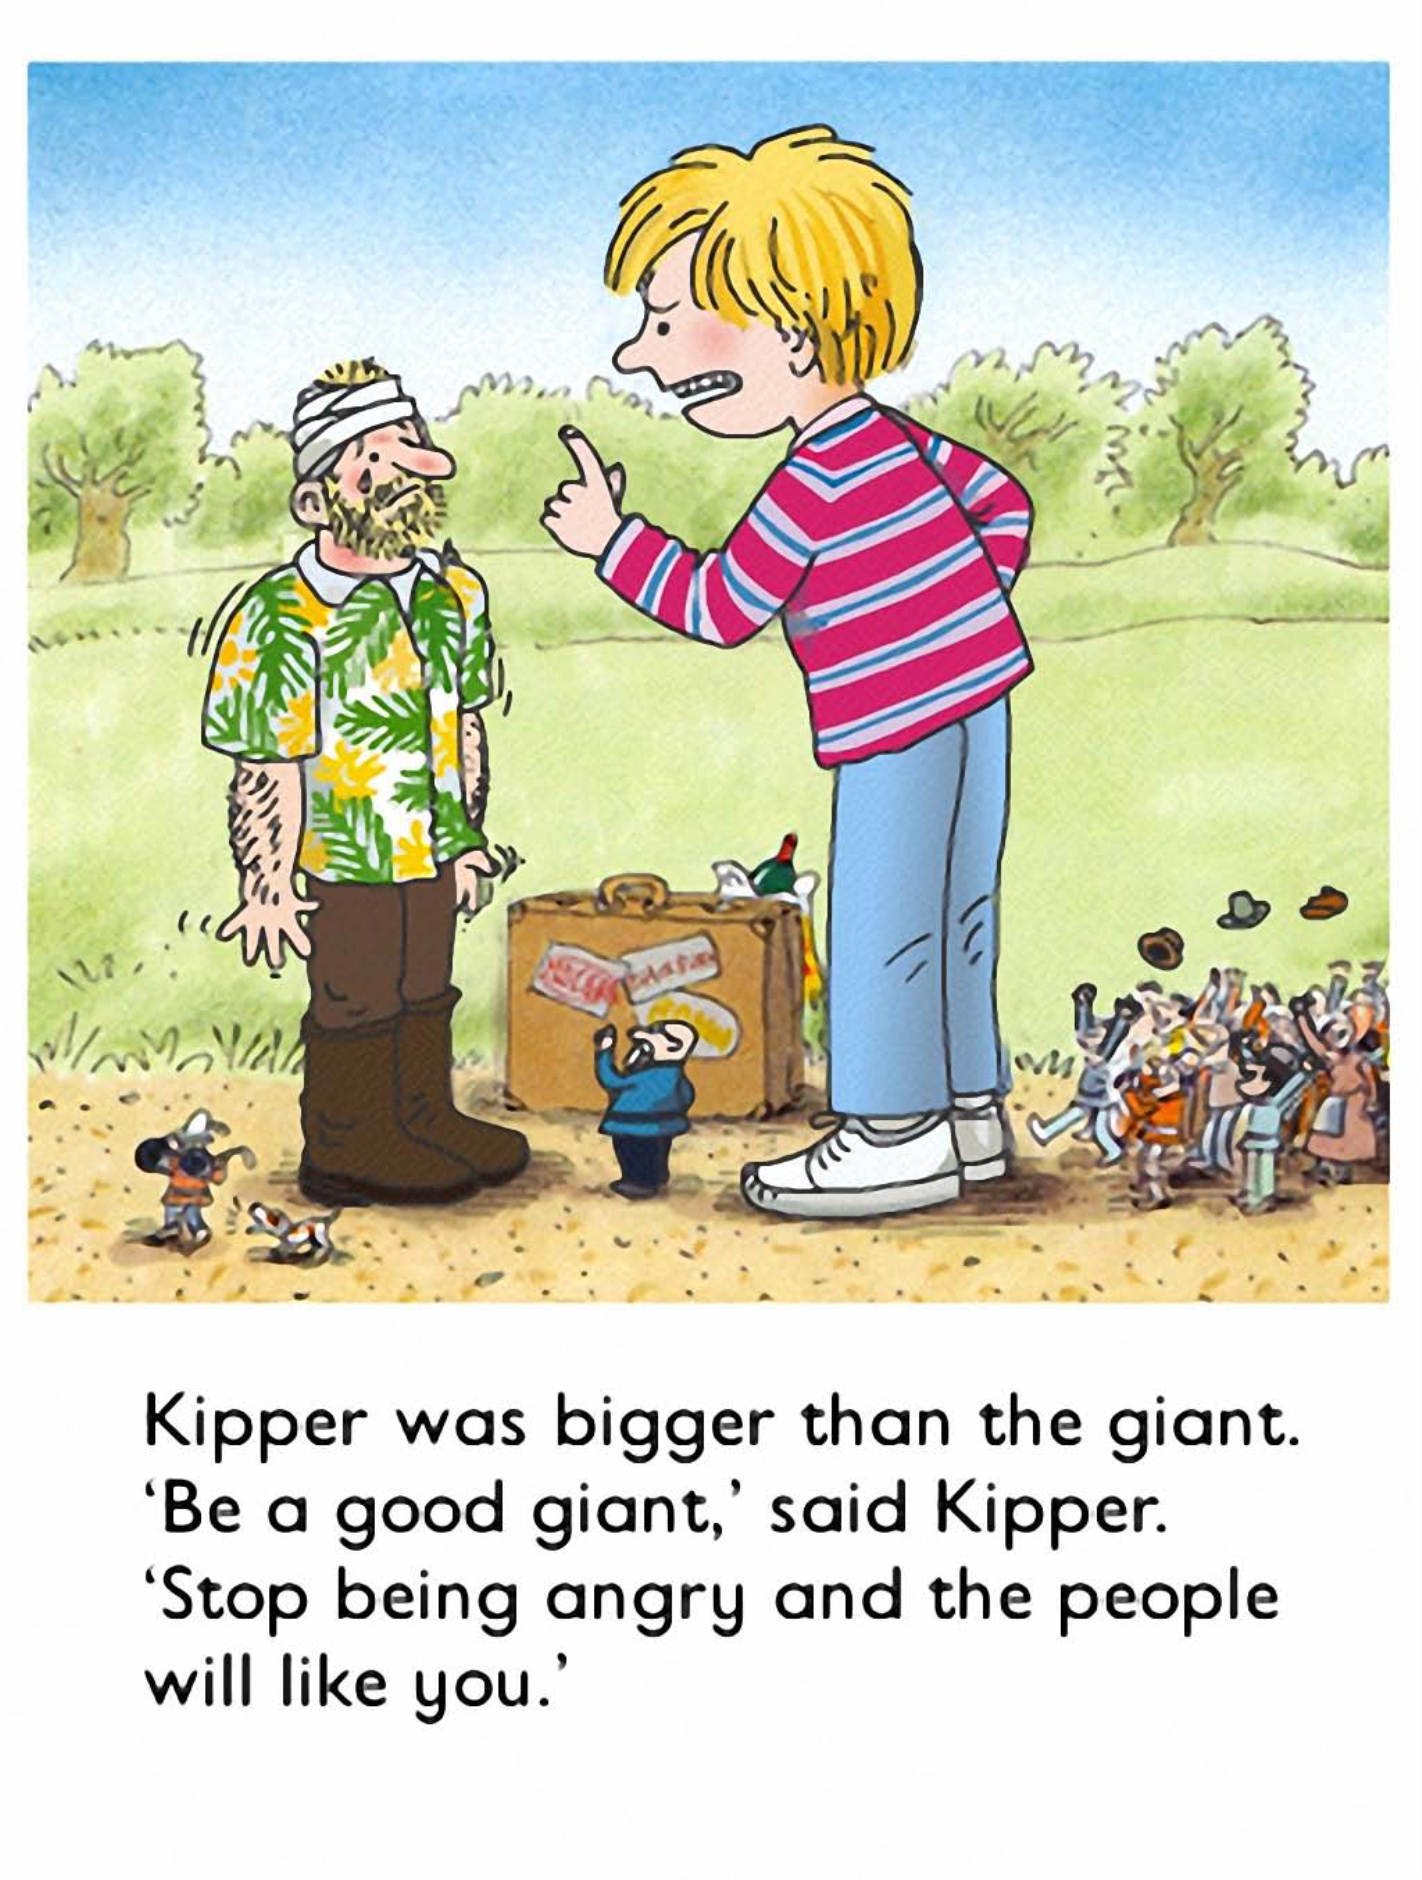 Kipper was bigger than the giant.
‘Be a good giant,’ said Kipper.
‘Stop being angry and the people
will like you.’